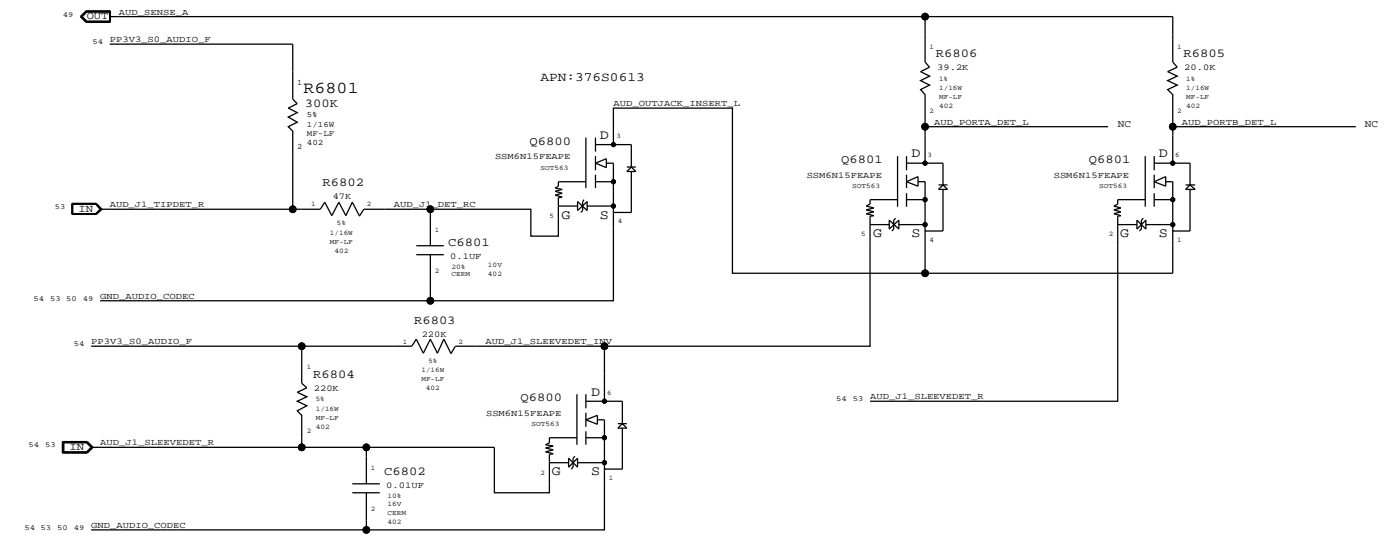 49 OUT AUD_SENSE_A
54 PP3V3_S0_AUDIO_F
1
R6801
300K
5%
1/16W
MF-LF
402
2
APN:376S0613
AUD_OUTJACK_INSERT_L
Q6800
SSM6N15FEAPE
SOT563
D 3
5 G S 4
1
R6806
39.2K
1%
1/16W
MF-LF
402
2
AUD_PORTA_DET_L NC
1
R6805
20.0K
1%
1/16W
MF-LF
402
2
AUD_PORTB_DET_L NC
Q6801
SSM6N15FEAPE
SOT563
D 3
5 G S 4
Q6801
SSM6N15FEAPE
SOT563
D 6
2 G S 1
53 IN AUD_J1_TIPDET_R
R6802
47K
1 2
5%
1/16W
MF-LF
402
AUD_J1_DET_RC
1
C6801
0.1UF
20% 10V
CERM 402
2
54 53 50 49 GND_AUDIO_CODEC
54 PP3V3_S0_AUDIO_F
R6803
220K
1 2
5%
1/16W
MF-LF
402
AUD_J1_SLEEVEDET_INV
1
R6804
220K
5%
1/16W
MF-LF
402
2
Q6800
SSM6N15FEAPE
SOT563
D 6
2 G S 1
54 53 AUD_J1_SLEEVEDET_R
54 53 IN AUD_J1_SLEEVEDET_R
1
C6802
0.01UF
10%
16V
CERM
402
2
54 53 50 49 GND_AUDIO_CODEC